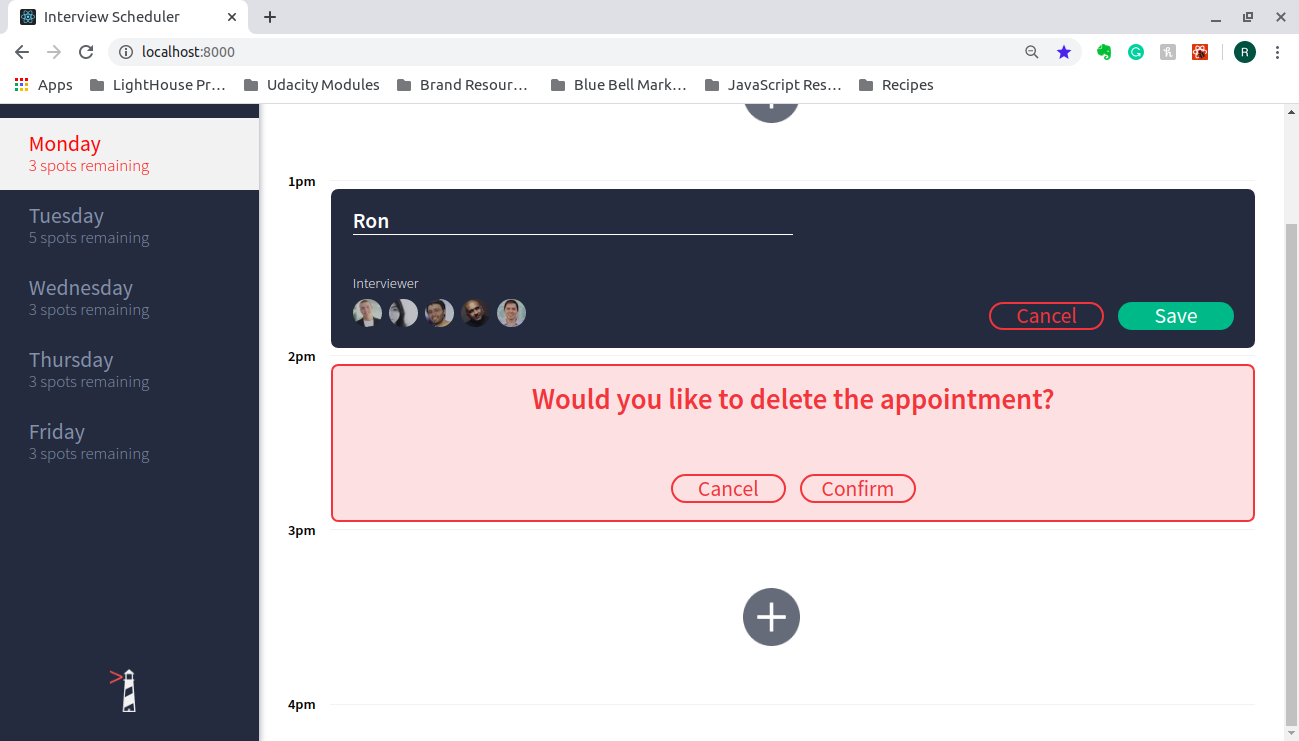 Interview Scheduler
localhost:8000
R
Apps
LightHouse Pr...
Udacity Modules
Brand Resour...
Blue Bell Mark...
JavaScript Res...
Recipes
Monday
3 spots remaining
Tuesday
5 spots remaining
Wednesday
3 spots remaining
Thursday
3 spots remaining
Friday
3 spots remaining
1pm
Ron
Interviewer
Cancel
Save
2pm
Would you like to delete the appointment?
Cancel
Confirm
3pm
4pm